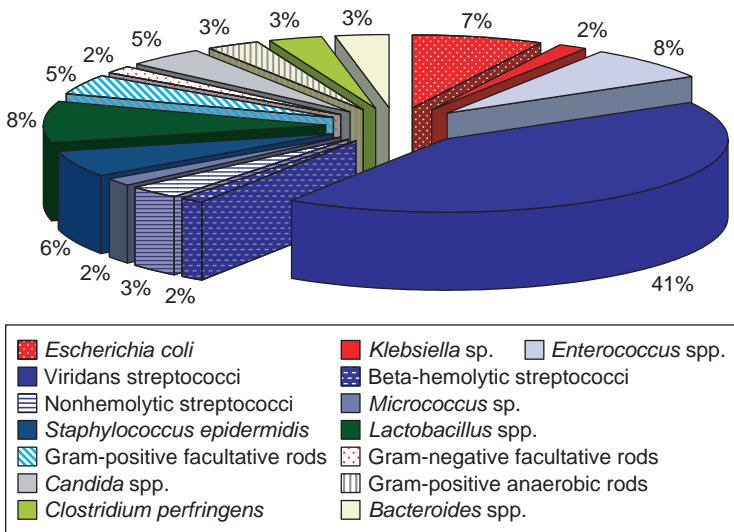 3% 3% 7% 2%
5% 8%
2%
5%
8%
6%
2%
3% 2% 41%
Escherichia coli Klebsiella sp. Enterococcus spp.
Viridans streptococci Beta-hemolytic streptococci
Nonhemolytic streptococci Micrococcus sp.
Staphylococcus epidermidis Lactobacillus spp.
Gram-positive facultative rods Gram-negative facultative rods
Candida spp. Gram-positive anaerobic rods
Clostridium perfringens Bacteroides spp.